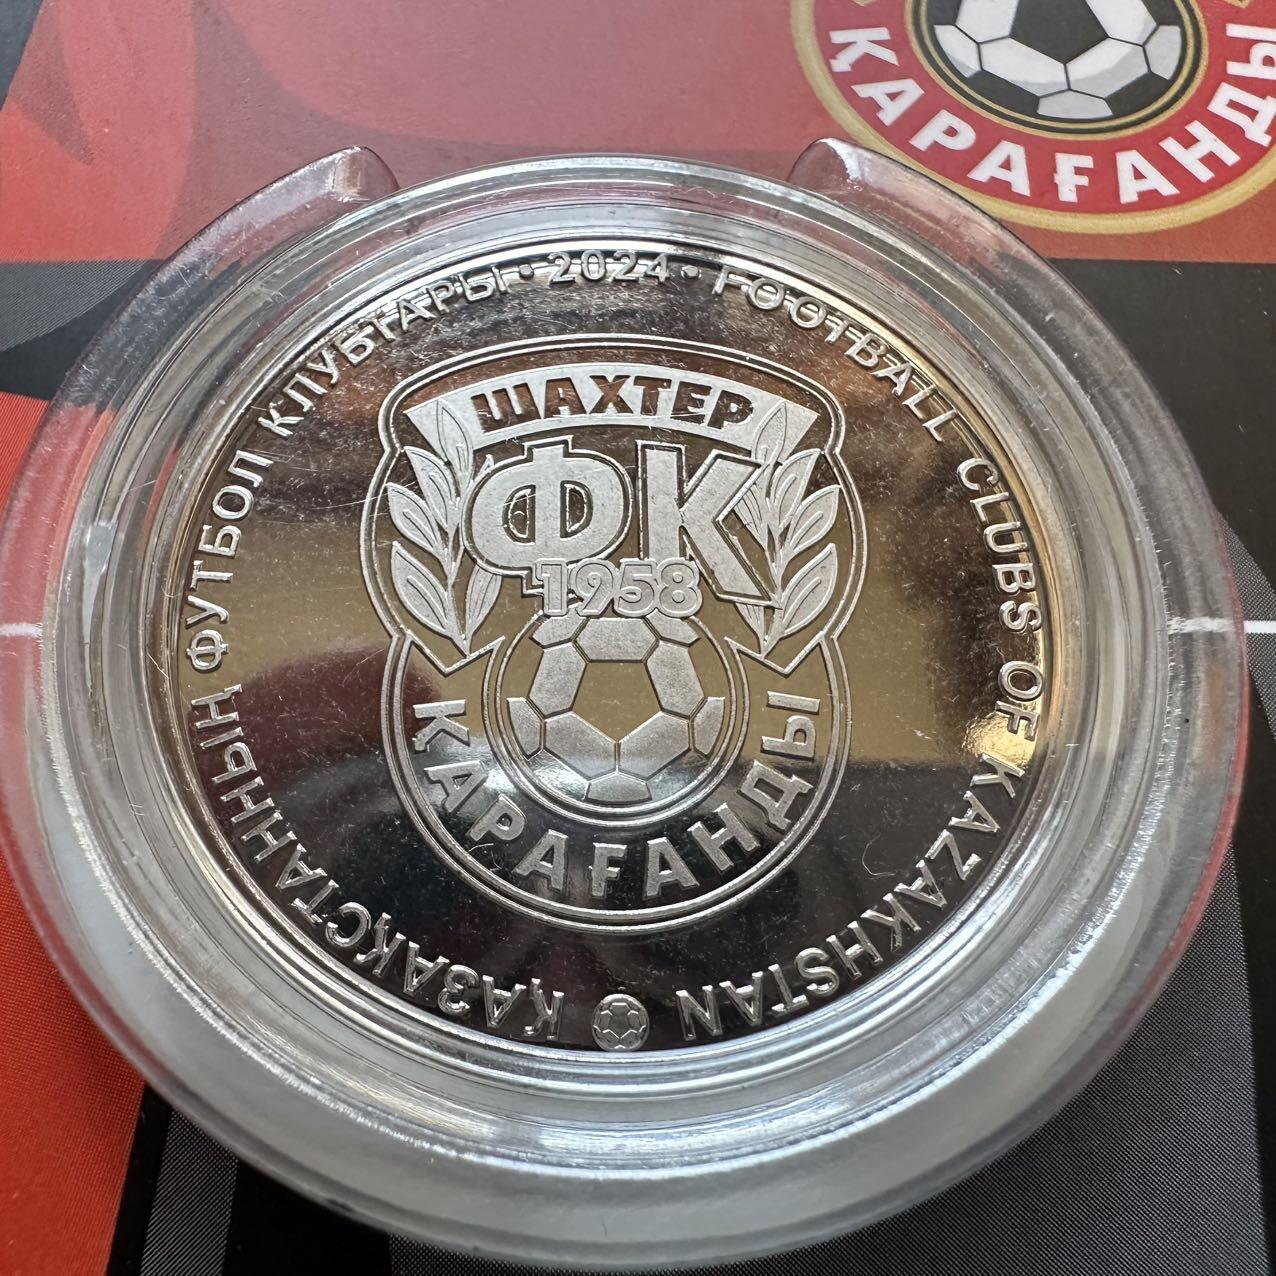 ҚАРАҒАНДЫ
ҚАЗАҚСТАННЫҢ ФУТБОЛ КЛУБТАРЫ • 2024 • FOOTBALL CLUBS OF KAZAKHSTAN
ШАХТЕР
ФК
1958
ҚАРАҒАНДЫ